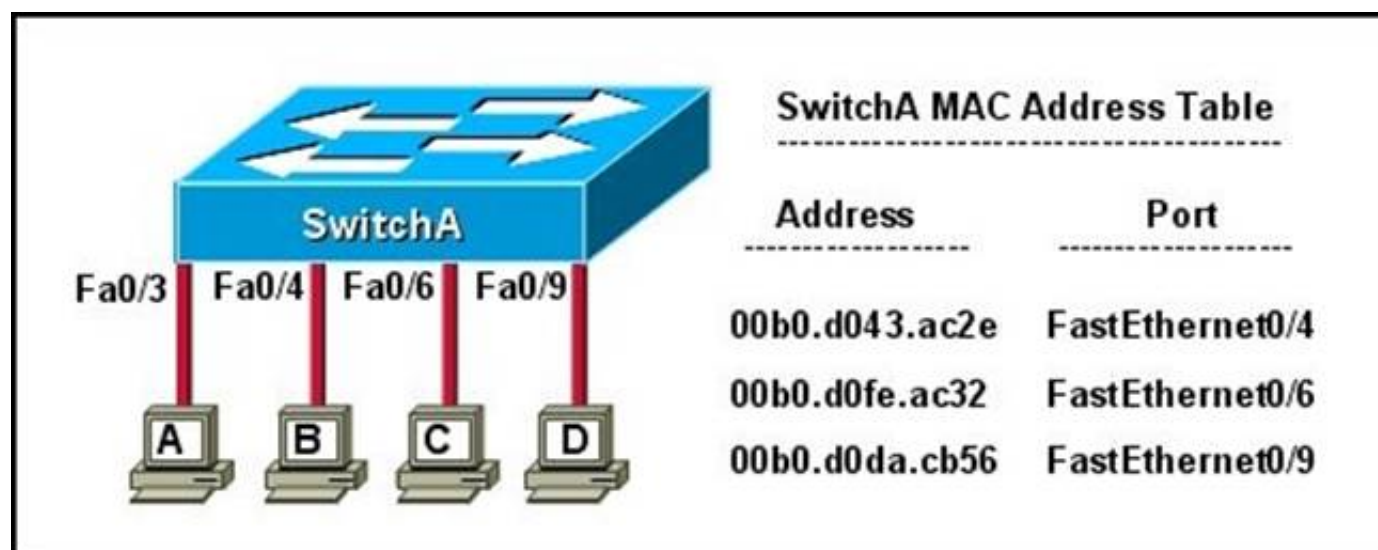 SwitchA MAC Address Table
Address Port
SwitchA
Fa0/3 Fa0/4 Fa0/6 Fa0/9
00b0.d043.ac2e FastEthernet0/4
00b0.d0fe.ac32 FastEthernet0/6
00b0.d0da.cb56 FastEthernet0/9
A B C D